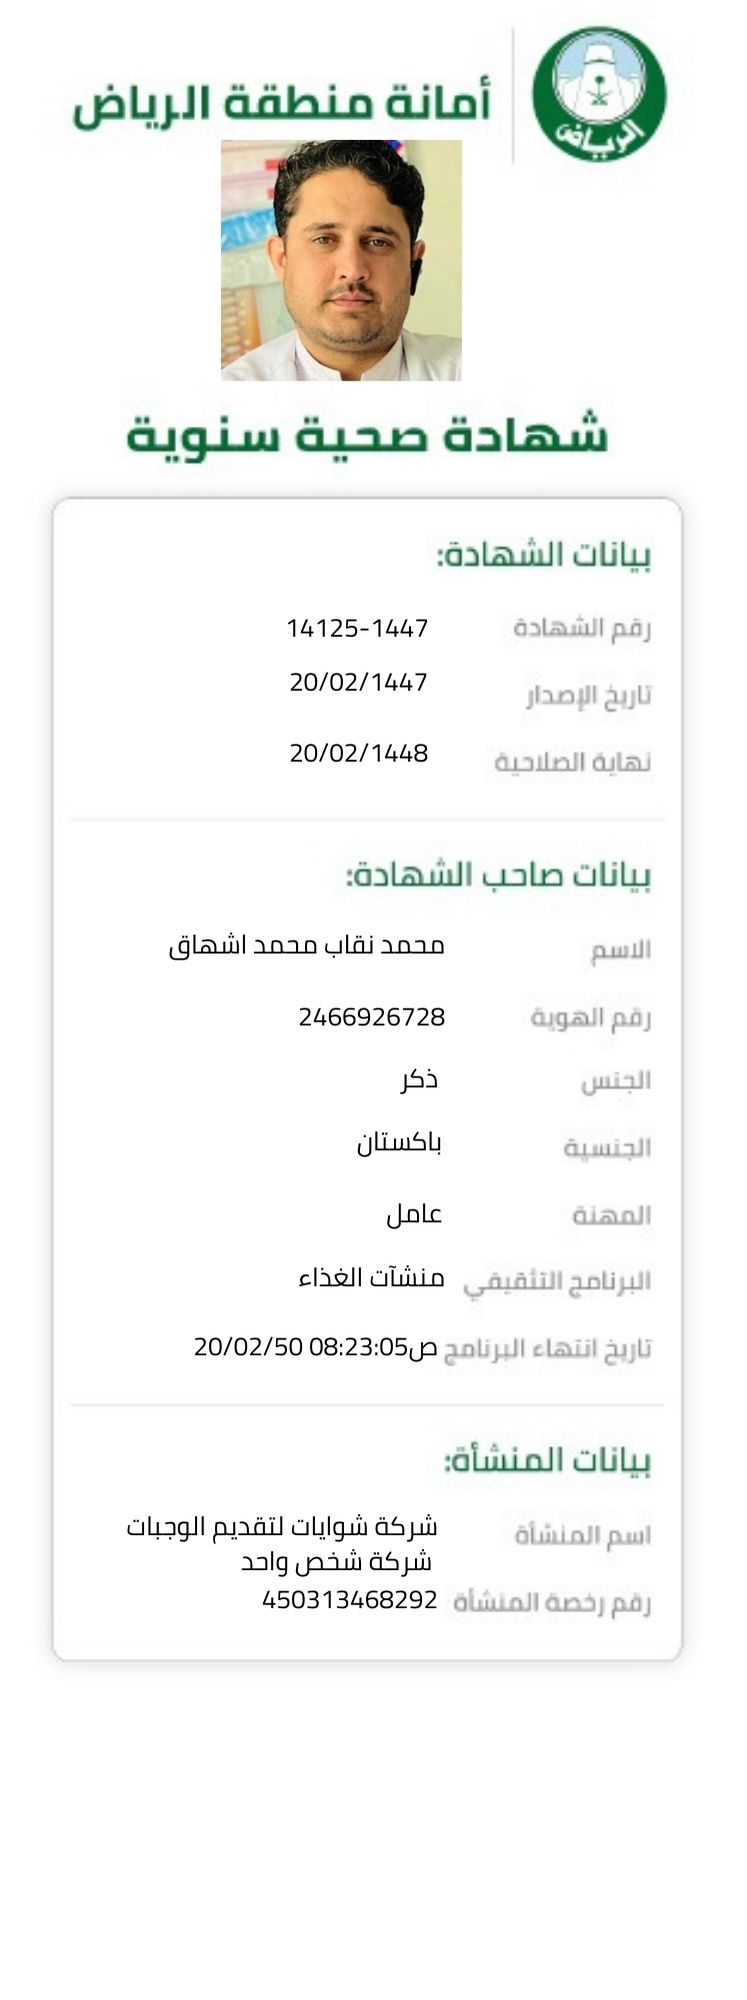 أمانة منطقة الرياض
الرياض
شهادة صحية سنوية
بيانات الشهادة:
رقم الشهادة 14125-1447
تاريخ الإصدار 20/02/1447
نهاية الصلاحية 20/02/1448
بيانات صاحب الشهادة:
الاسم محمد نقاب محمد اشهاق
رقم الهوية 2466926728
الجنس ذكر
الجنسية باكستان
المهنة عامل
البرنامج التثقيفي منشآت الغذاء
تاريخ انتهاء البرنامج 20/02/50 08:23:05ص
بيانات المنشأة:
اسم المنشأة شركة شوايات لتقديم الوجبات
شركة شخص واحد
رقم رخصة المنشأة 450313468292